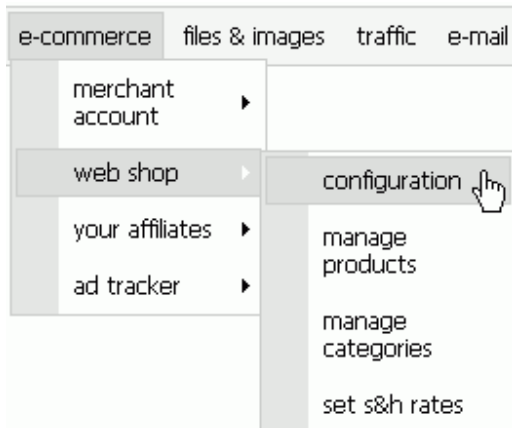 e-commerce files & images traffic e-mail
merchant
account
web shop
configuration
your affiliates
manage
products
ad tracker
manage
categories
set s&h rates